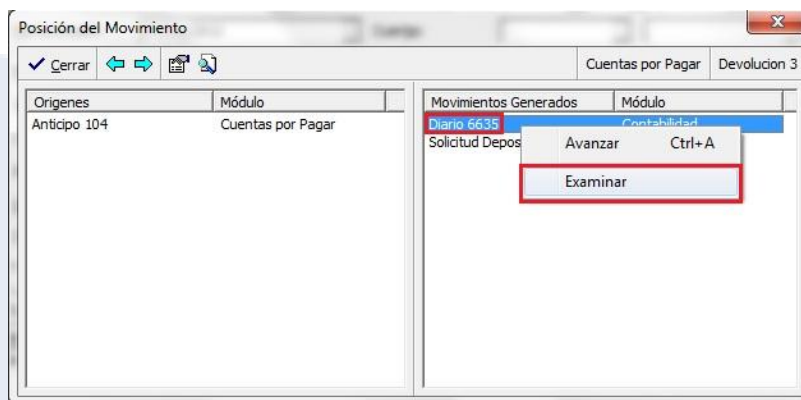 Posición del Movimiento
Cerrar
Cuentas por Pagar
Devolucion 3
Origenes
Módulo
Anticipo 104
Cuentas por Pagar
Movimientos Generados
Módulo
Diario 6635
Contabilidad
Solicitud Depos
Avanzar Ctrl+A
Examinar